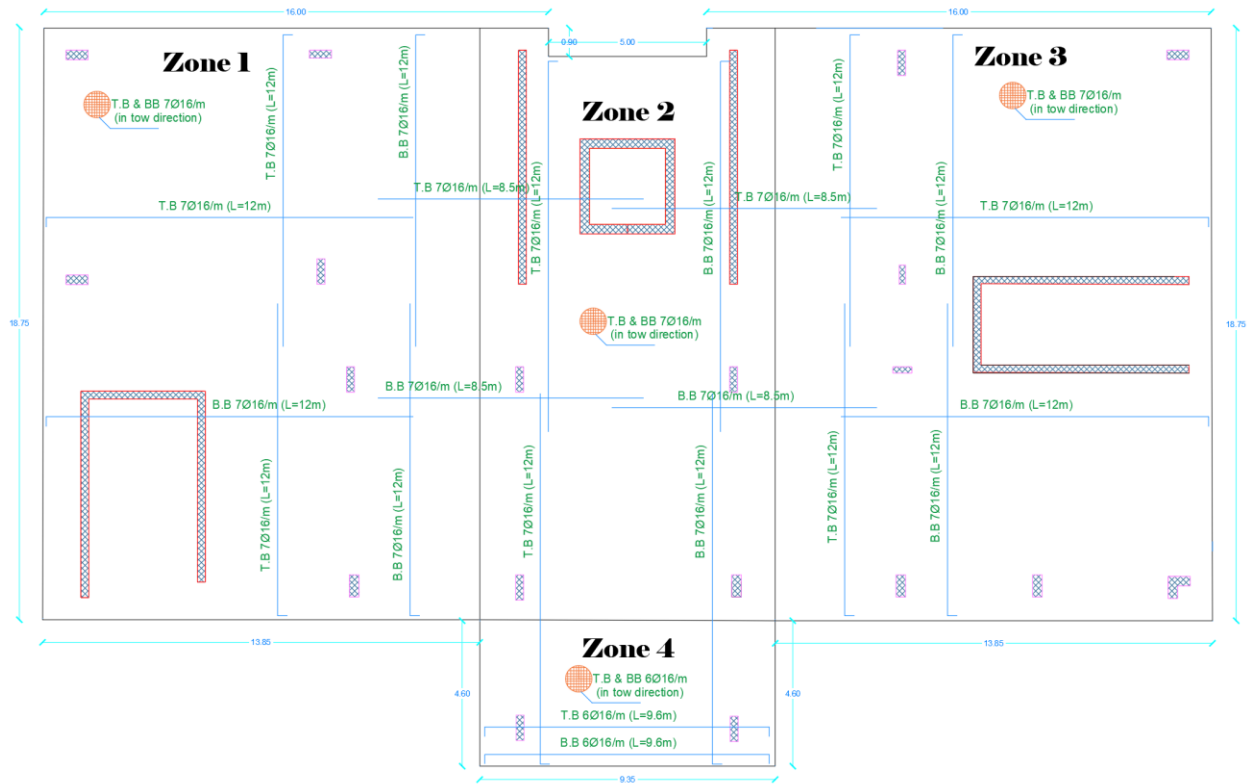 16.00
16.00
0.90
5.00
Zone 1
Zone 2
Zone 3
T.B & BB 7Ø16/m
(in tow direction)
T.B 7Ø16/m (L=12m)
B.B 7Ø16/m (L=12m)
T.B 7Ø16/m (L=12m)
B.B 7Ø16/m (L=12m)
T.B 7Ø16/m (L=12m)
B.B 7Ø16/m (L=12m)
T.B & BB 7Ø16/m
(in tow direction)
T.B 7Ø16/m (L=8.5m)
T.B 7Ø16/m (L=8.5m)
T.B 7Ø16/m (L=12m)
T.B 7Ø16/m (L=12m)
18.75
18.75
T.B & BB 7Ø16/m
(in tow direction)
B.B 7Ø16/m (L=8.5m)
B.B 7Ø16/m (L=8.5m)
B.B 7Ø16/m (L=12m)
B.B 7Ø16/m (L=12m)
T.B 7Ø16/m (L=12m)
B.B 7Ø16/m (L=12m)
T.B 7Ø16/m (L=12m)
B.B 7Ø16/m (L=12m)
T.B 7Ø16/m (L=12m)
B.B 7Ø16/m (L=12m)
13.85
13.85
Zone 4
4.60
4.60
T.B & BB 6Ø16/m
(in tow direction)
T.B 6Ø16/m (L=9.6m)
B.B 6Ø16/m (L=9.6m)
9.35